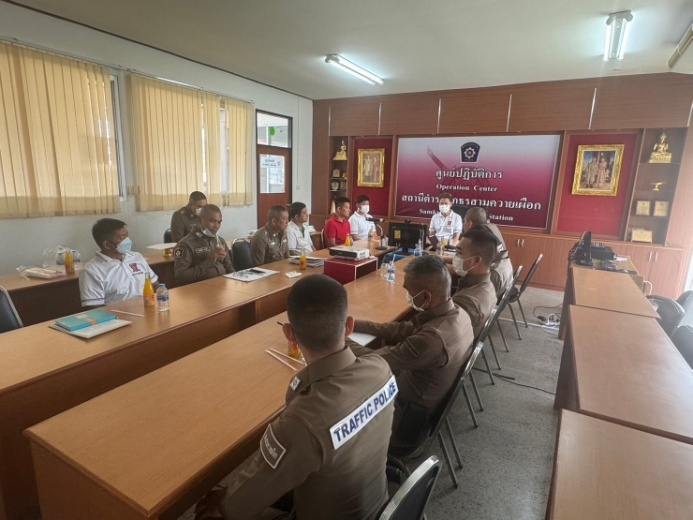 ศูนย์ปฏิบัติการ
Operation Center
สถานีตำรวจภูธรสามควายเผือก
Station
TRAFFIC POLICE